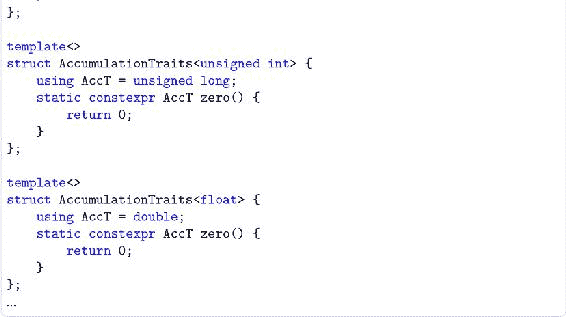 };
template<>
struct AccumulationTraits<unsigned int> {
    using AccT = unsigned long;
    static constexpr AccT zero() {
        return 0;
    }
};
template<>
struct AccumulationTraits<float> {
    using AccT = double;
    static constexpr AccT zero() {
        return 0;
    }
};
...